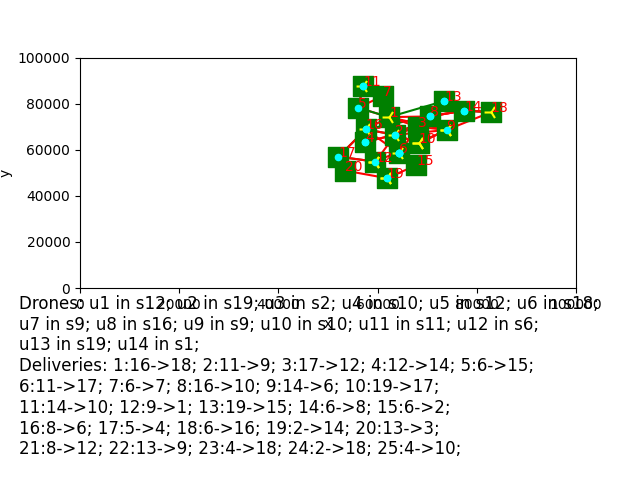 100000
80000
60000
40000
20000
0
y
Drones: u1 in s12; u2 in s19; u3 in s2; u4 in s10; u5 in s12; u6 in s18;
u7 in s9; u8 in s16; u9 in s9; u10 in s10; u11 in s11; u12 in s6;
u13 in s19; u14 in s1;
Deliveries: 1:16->18; 2:11->9; 3:17->12; 4:12->14; 5:6->15;
6:11->17; 7:6->7; 8:16->10; 9:14->6; 10:19->17;
11:14->10; 12:9->1; 13:19->15; 14:6->8; 15:6->2;
16:8->6; 17:5->4; 18:6->16; 19:2->14; 20:13->3;
21:8->12; 22:13->9; 23:4->18; 24:2->18; 25:4->10;